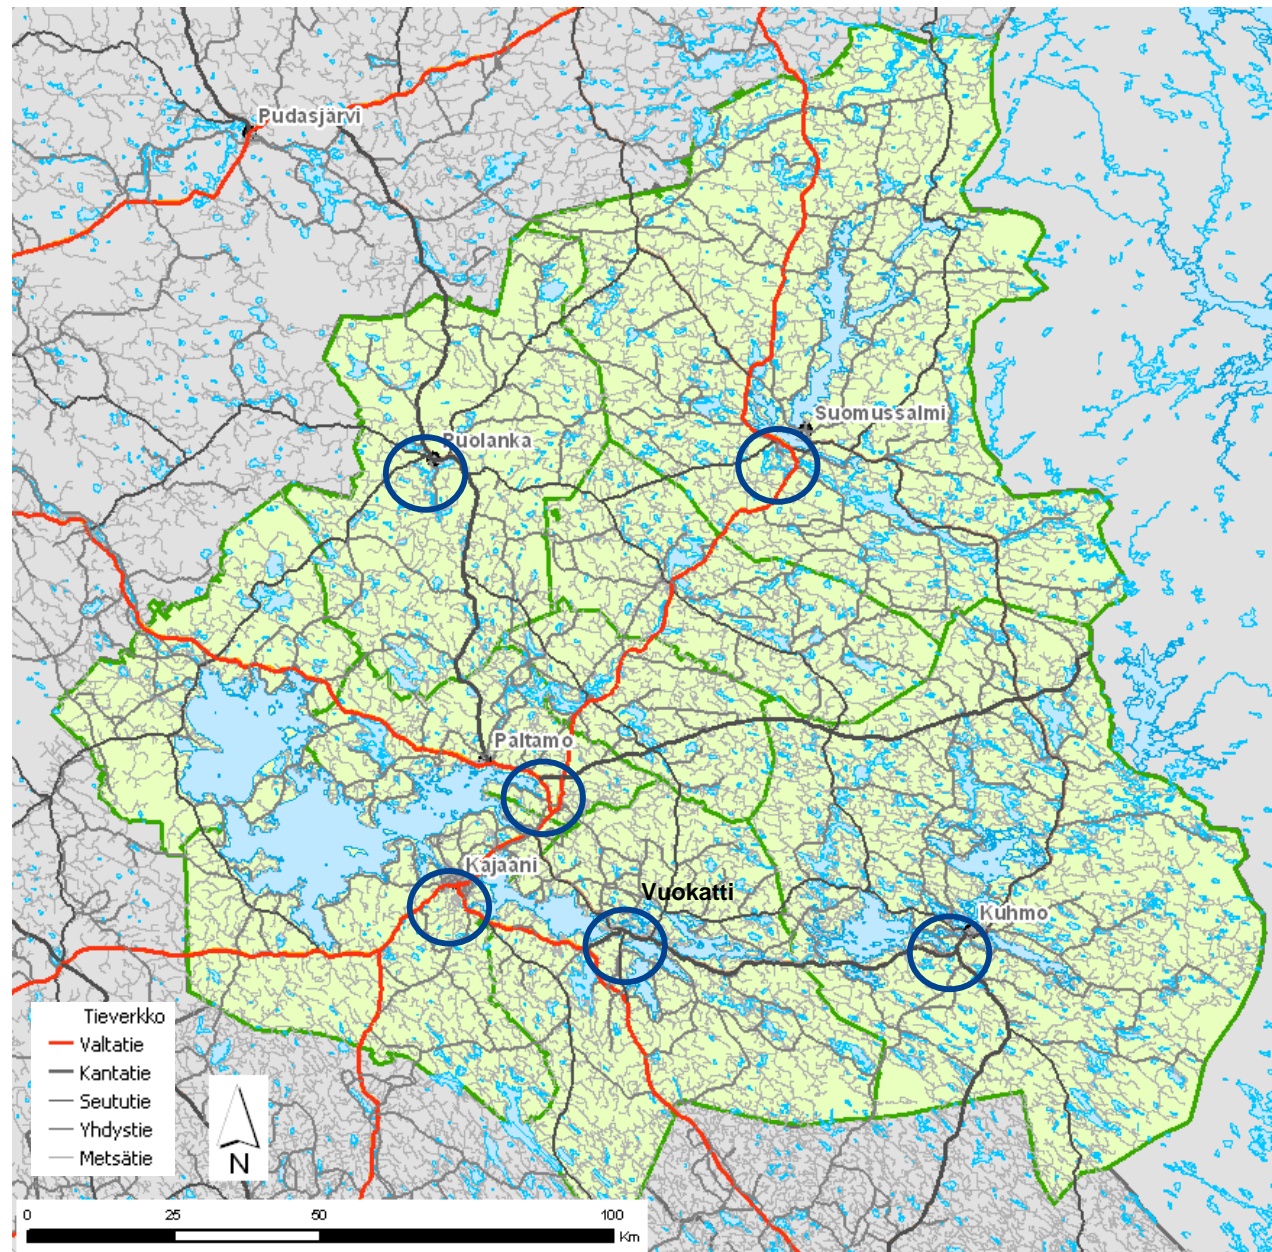 Pudasjärvi
Suomussalmi
Puolanka
Paltamo
Kajaani
Vuokatti
Kuhmo
Tieverkko
Valtatie
Kantatie
Seututie
Yhdystie
Metsätie
N
0 25 50 100
Km